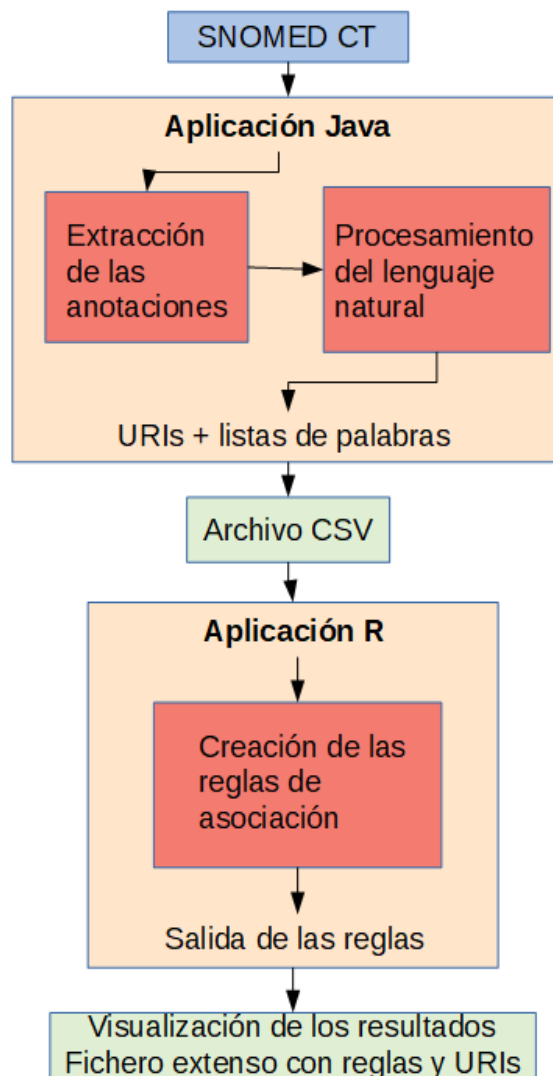 SNOMED CT
Aplicación Java
Extracción
de las
anotaciones
Procesamiento
del lenguaje
natural
URIs + listas de palabras
Archivo CSV
Aplicación R
Creación de las
reglas de
asociación
Salida de las reglas
Visualización de los resultados
Fichero extenso con reglas y URIs